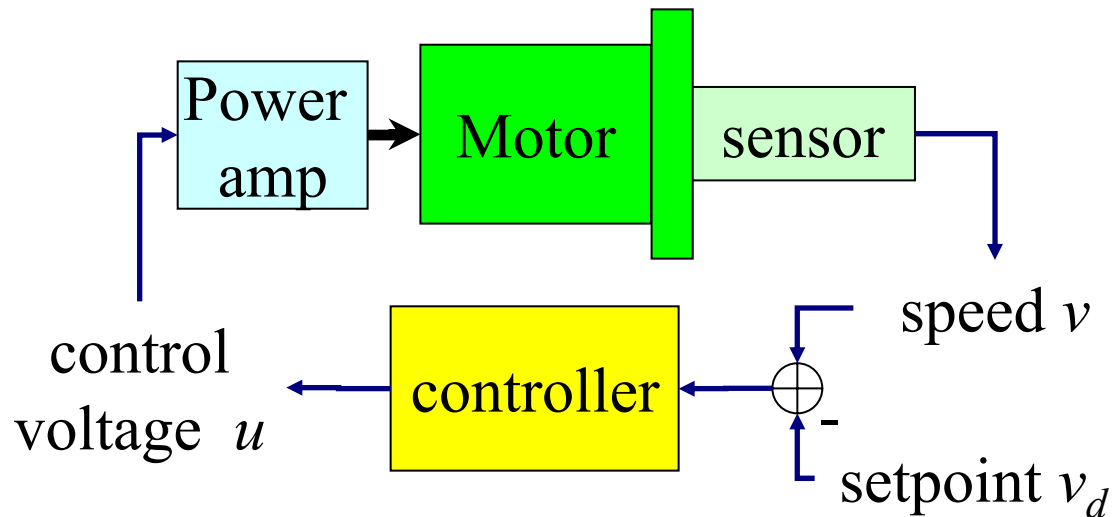 Power
amp
Motor
sensor
speed v
control
voltage u
controller
-
setpoint v_d